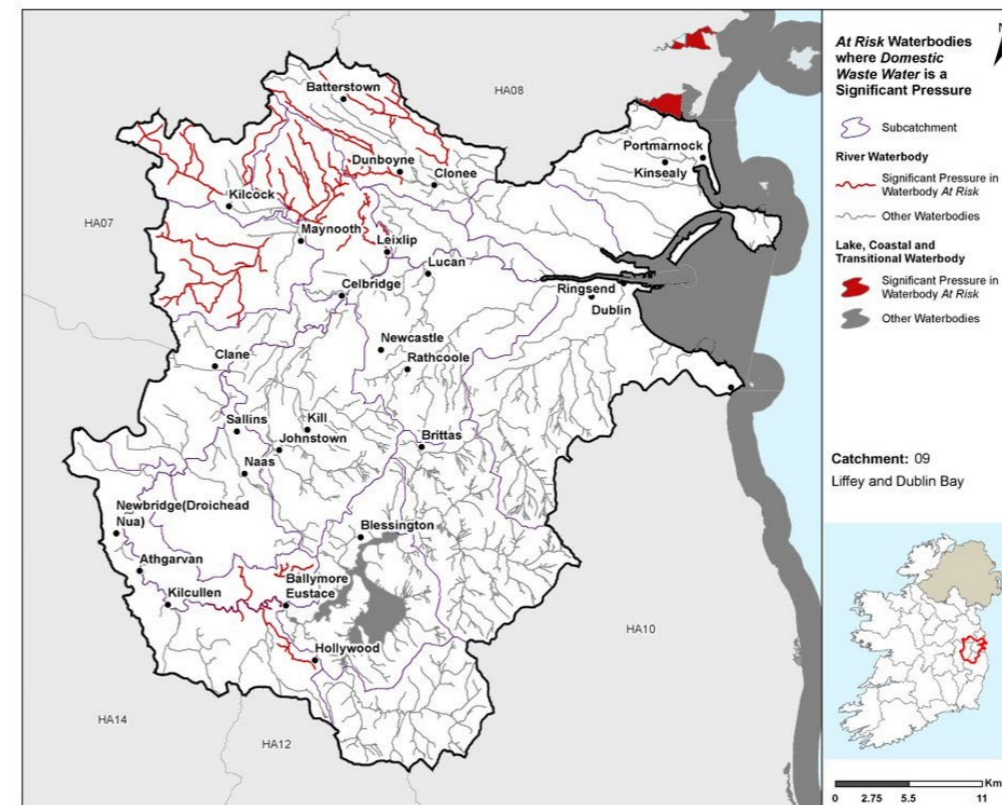 Batterstown
HA08
Portmarnock
Dunboyne
Clonee
Kinsealy
Kilcock
HA07
Maynooth
Leixlip
Lucan
Celbridge
Ringsend
Dublin
Newcastle
Rathcoole
Clane
Sallins
Kill
Johnstown
Brittas
Naas
Newbridge(Droichead
Nua)
Blessington
Athgarvan
Ballymore
Eustace
Kilcullen
HA10
Hollywood
HA14
HA12
At Risk Waterbodies
where Domestic
Waste Water is a
Significant Pressure
Subcatchment
River Waterbody
Significant Pressure in
Waterbody At Risk
Other Waterbodies
Lake, Coastal and
Transitional Waterbody
Significant Pressure in
Waterbody At Risk
Other Waterbodies
Catchment: 09
Liffey and Dublin Bay
Km
0 2.75 5.5 11